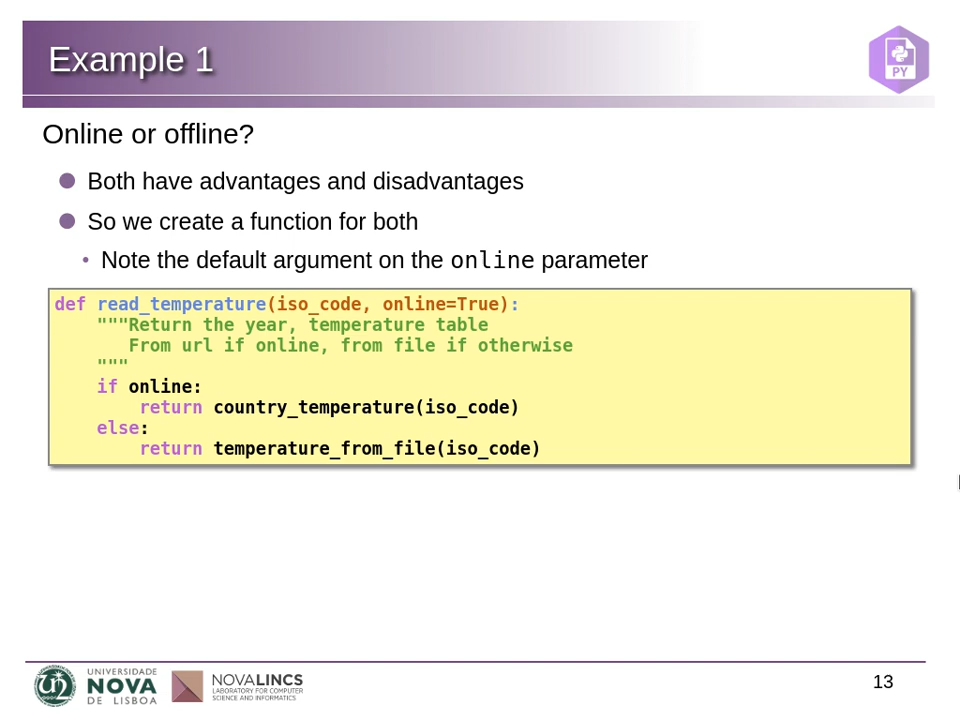 Example 1
PY
Online or offline?
Both have advantages and disadvantages
So we create a function for both
Note the default argument on the online parameter
def read_temperature(iso_code, online=True):
    """Return the year, temperature table
       From url if online, from file if otherwise
    """
    if online:
        return country_temperature(iso_code)
    else:
        return temperature_from_file(iso_code)
UNIVERSIDADE
NOVA
DE LISBOA
NOVALINCS
LABORATORY FOR COMPUTER
SCIENCE AND INFORMATICS
13